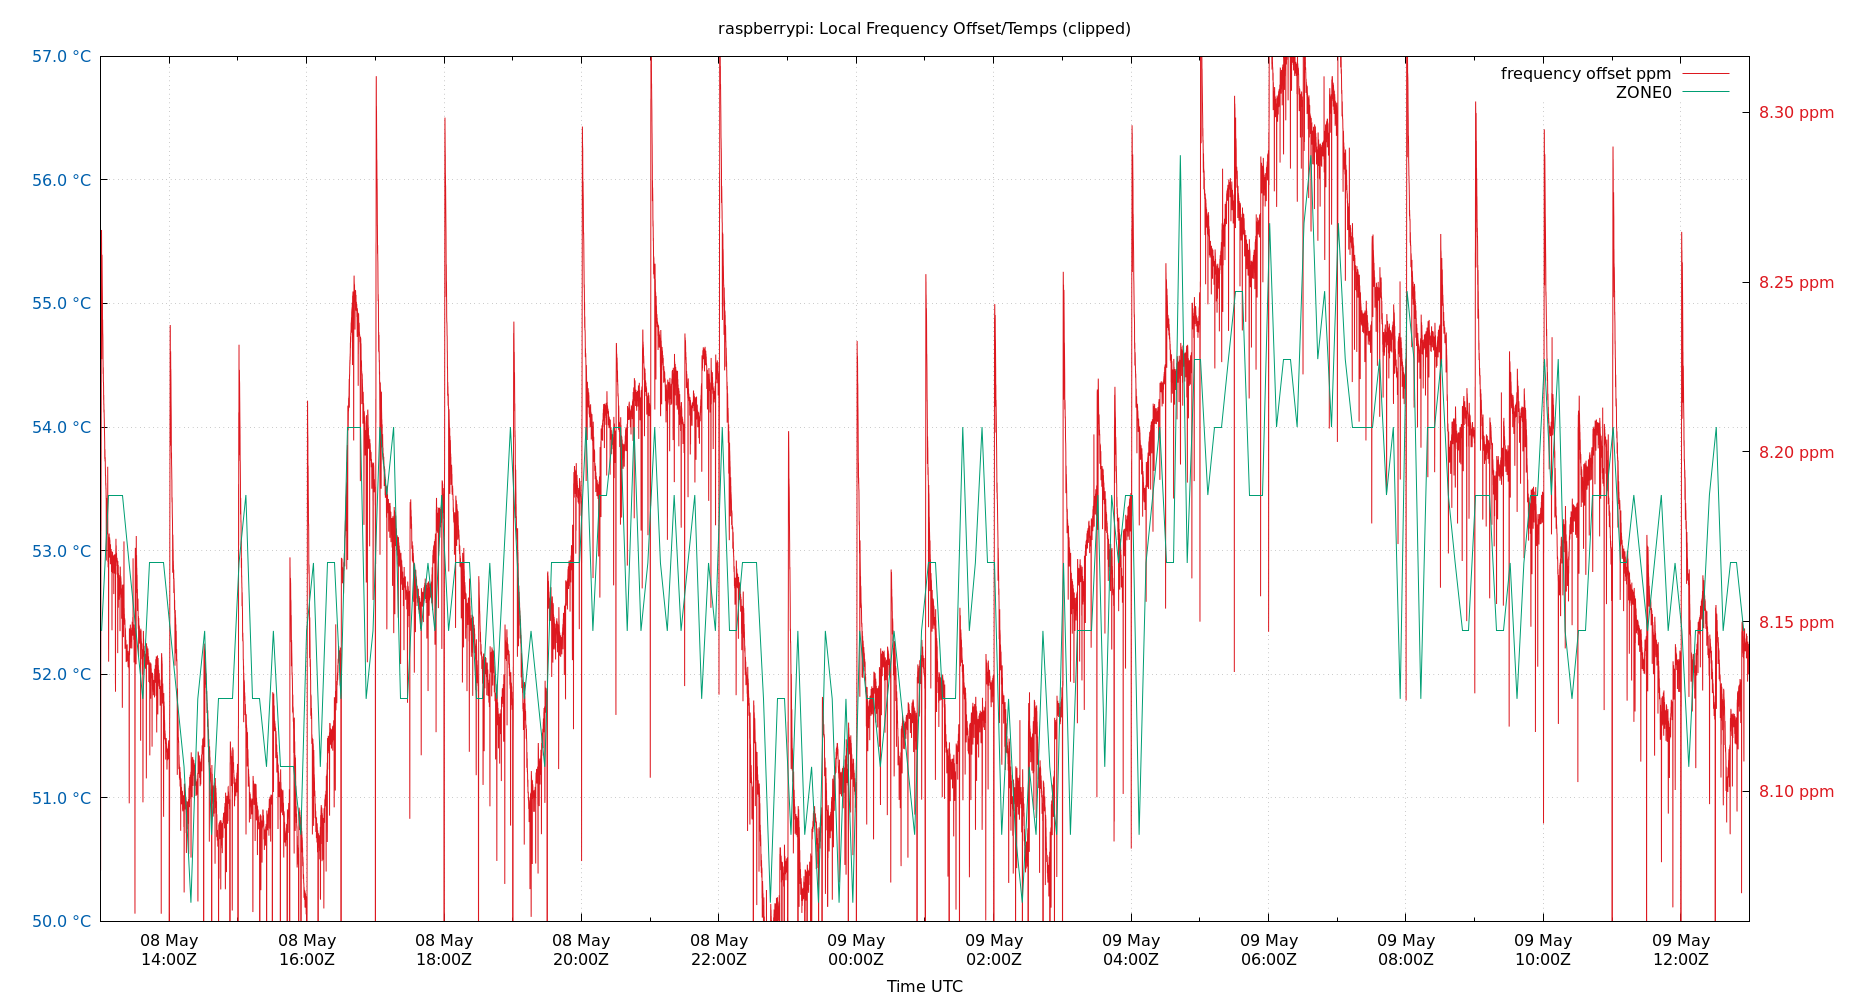 raspberrypi: Local Frequency Offset/Temps (clipped)
57.0 °C
56.0 °C
55.0 °C
54.0 °C
53.0 °C
52.0 °C
51.0 °C
50.0 °C
frequency offset ppm
ZONE0
8.30 ppm
8.25 ppm
8.20 ppm
8.15 ppm
8.10 ppm
08 May
14:00Z
08 May
16:00Z
08 May
18:00Z
08 May
20:00Z
08 May
22:00Z
09 May
00:00Z
09 May
02:00Z
09 May
04:00Z
09 May
06:00Z
09 May
08:00Z
09 May
10:00Z
09 May
12:00Z
Time UTC